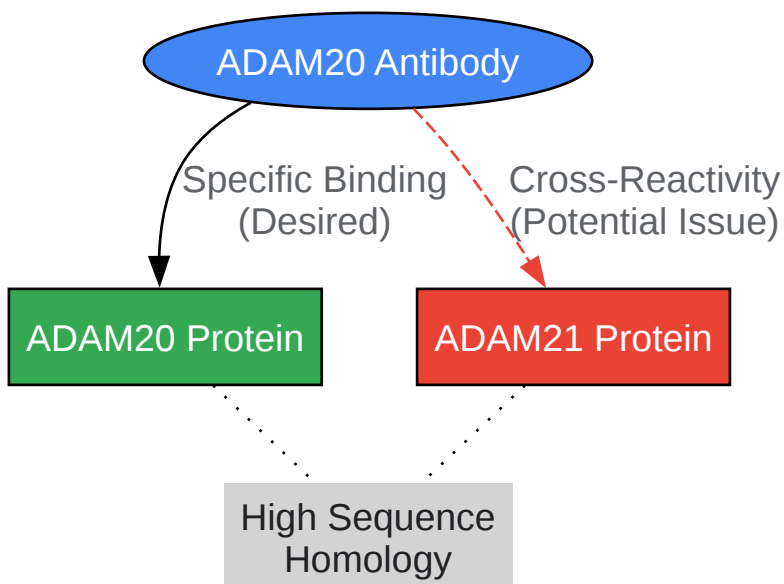 ADAM20 Antibody
Specific Binding
(Desired)
Cross-Reactivity
(Potential Issue)
ADAM20 Protein
ADAM21 Protein
High Sequence
Homology